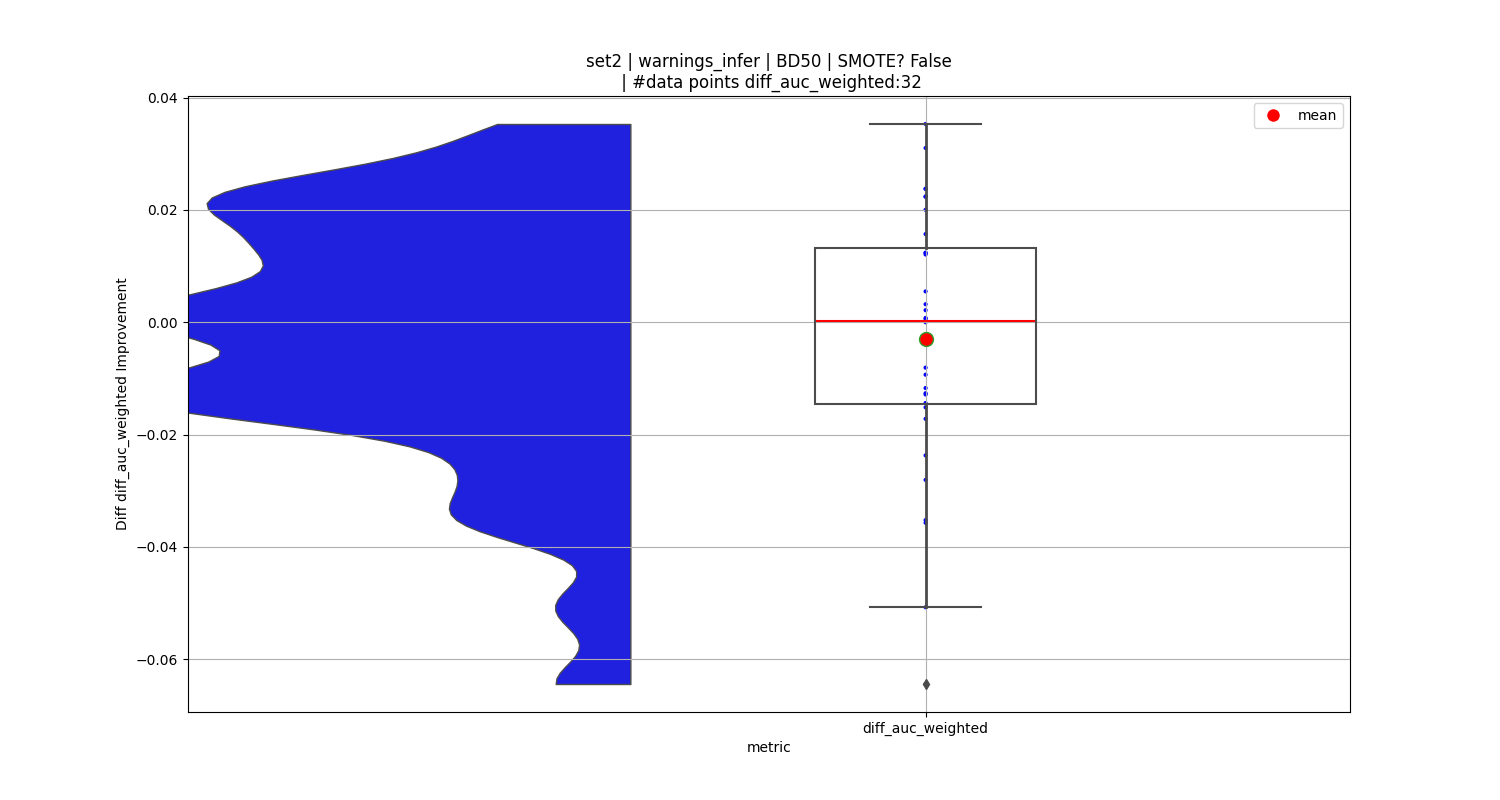 set2 | warnings_infer | BD50 | SMOTE? False
| #data points diff_auc_weighted:32
mean
0.04
0.02
0.00
−0.02
−0.04
−0.06
Diff diff_auc_weighted Improvement
diff_auc_weighted
metric